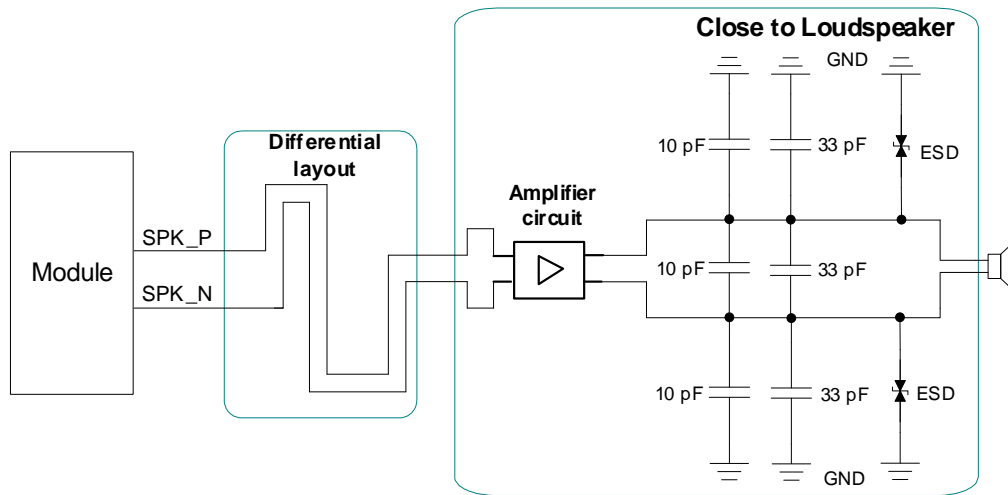 Close to Loudspeaker
GND
Differential
layout
10 pF
33 pF
ESD
Amplifier
circuit
SPK_P
Module
10 pF
33 pF
SPK_N
10 pF
33 pF
ESD
GND